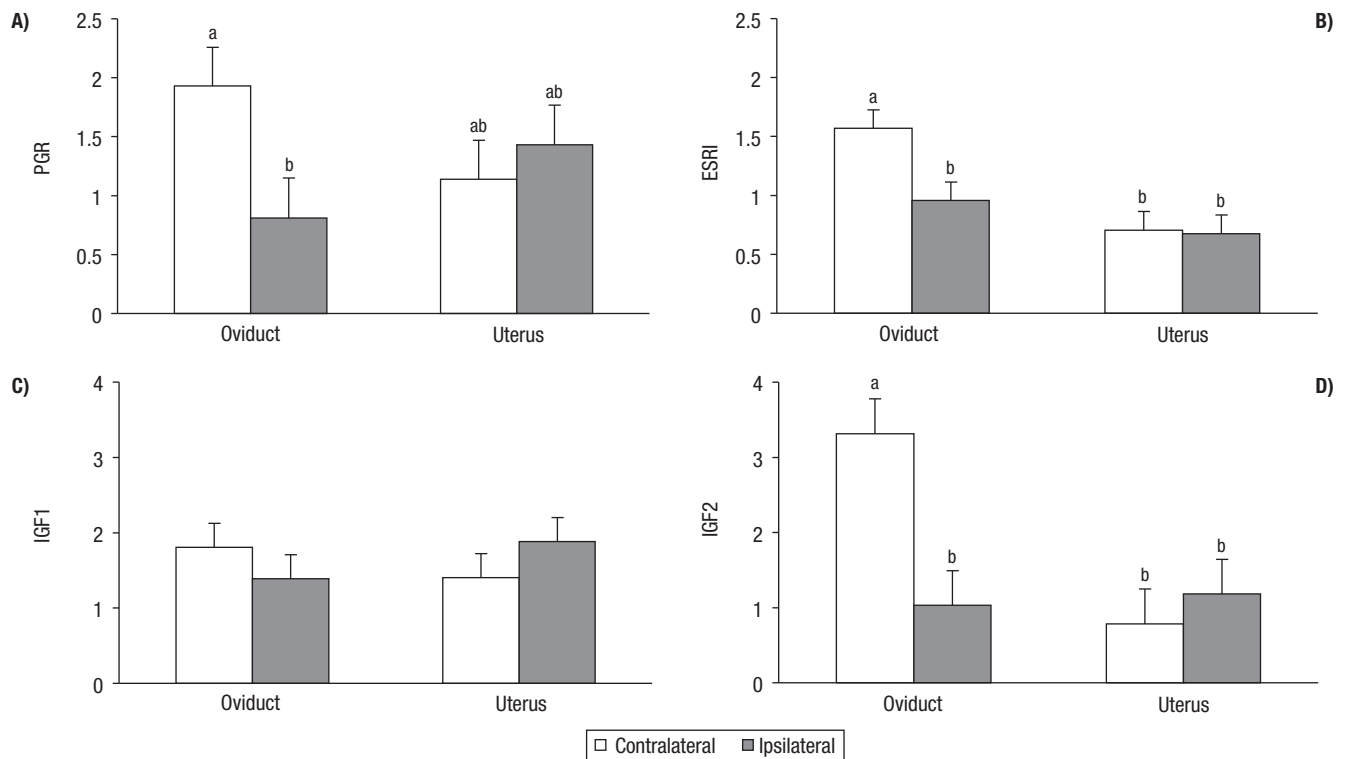 A)
2.5
2
1.5
1
0.5
0
PGR
a
b
ab
ab
Oviduct
Uterus
B)
2.5
2
1.5
1
0.5
0
ESRI
a
b
b
b
Oviduct
Uterus
C)
4
3
2
1
0
IGF1
Oviduct
Uterus
D)
4
3
2
1
0
IGF2
a
b
b
b
Oviduct
Uterus
Contralateral Ipsilateral